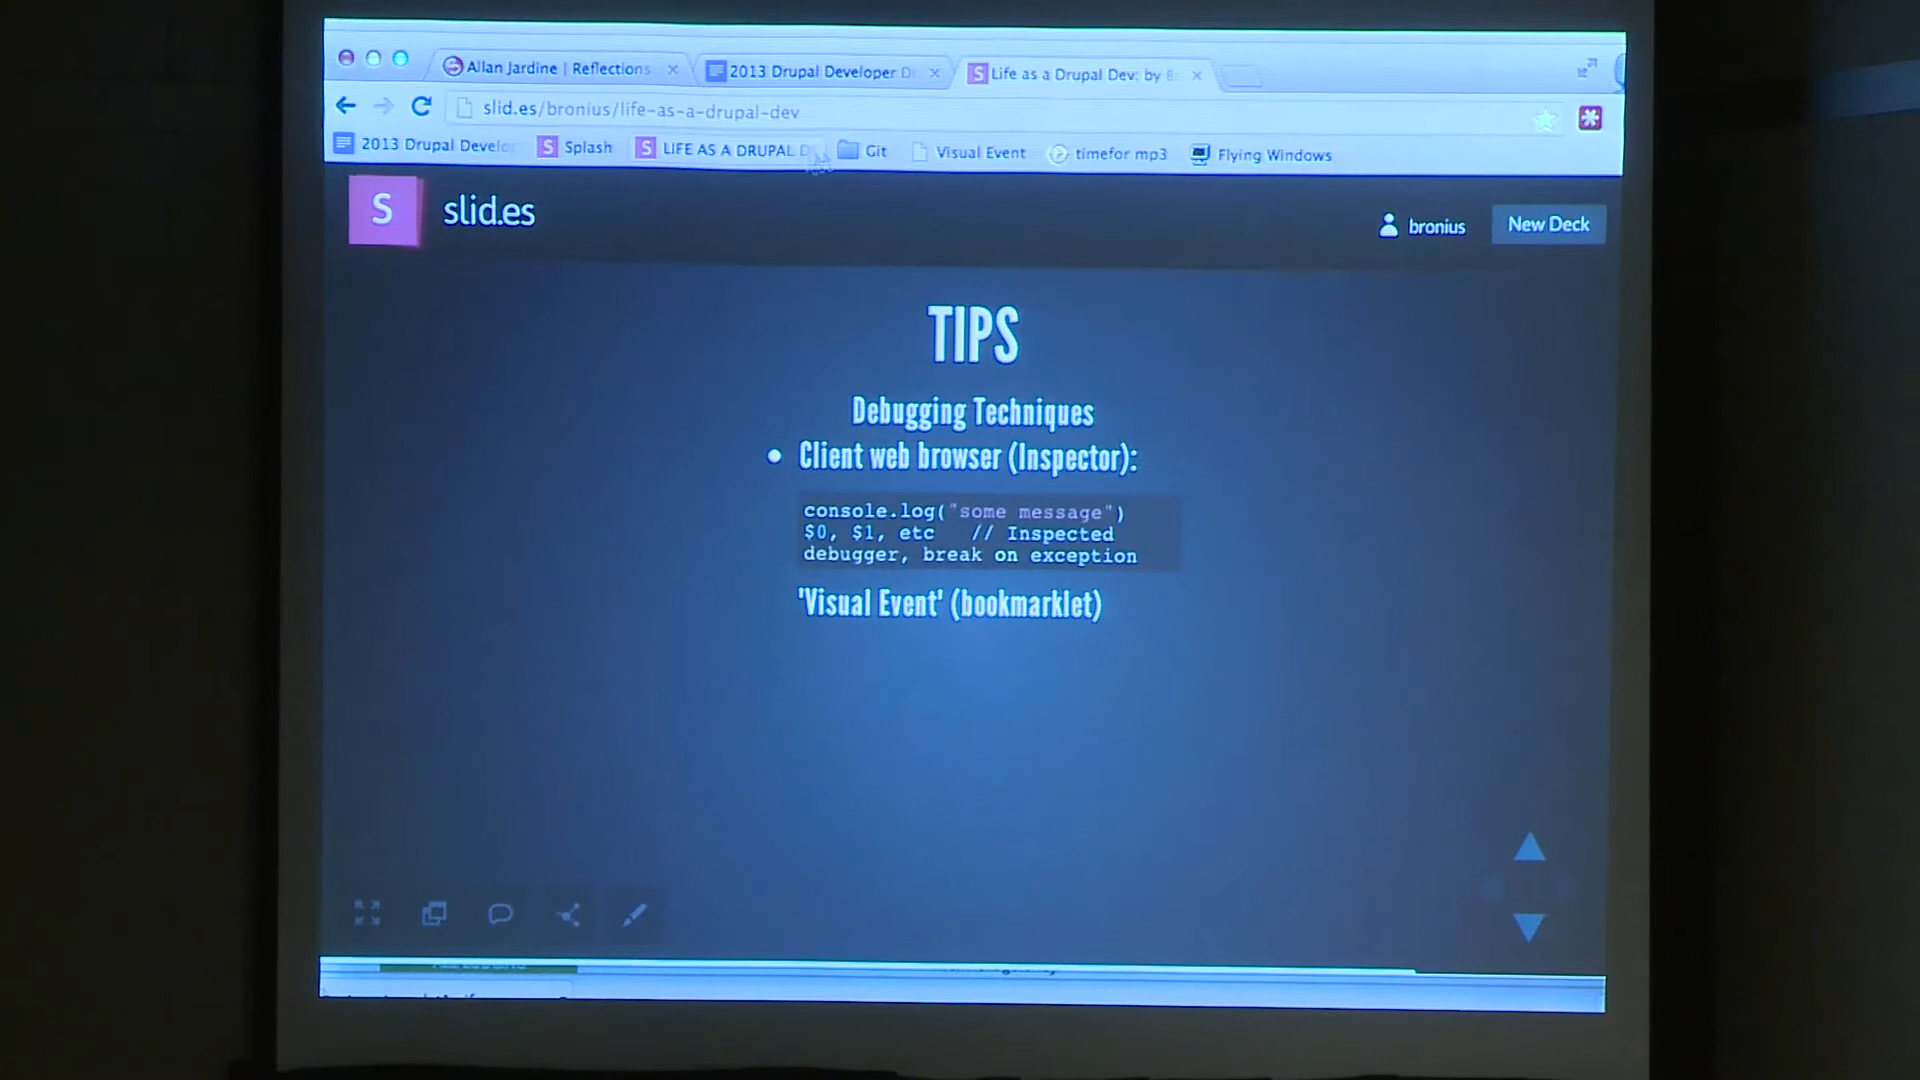 Allan Jardine | Reflections
2013 Drupal Developer D
Life as a Drupal Dev: by B
slid.es/bronius/life-as-a-drupal-dev
2013 Drupal Develo
Splash
LIFE AS A DRUPAL D
Git
Visual Event
timefor mp3
Flying Windows
S
slid.es
bronius
New Deck
TIPS
Debugging Techniques
• Client web browser (Inspector):
console.log("some message")
$0, $1, etc // Inspected
debugger, break on exception
'Visual Event' (bookmarklet)